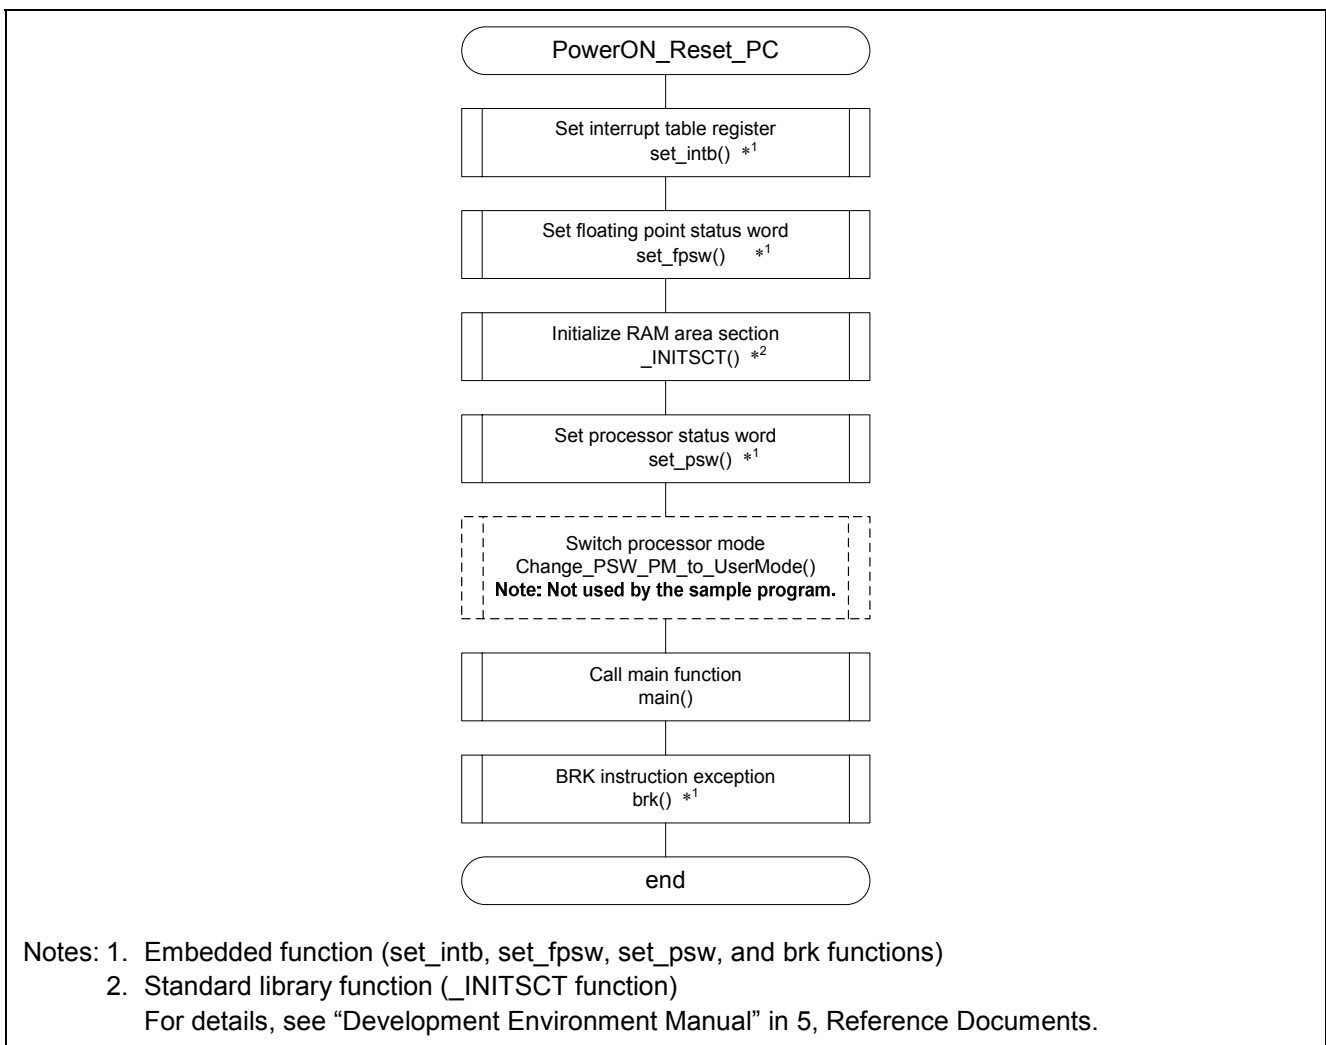 PowerON_Reset_PC
Set interrupt table register
set_intb() *1
Set floating point status word
set_fpsw() *1
Initialize RAM area section
_INITSCT() *2
Set processor status word
set_psw() *1
Switch processor mode
Change_PSW_PM_to_UserMode()
Note: Not used by the sample program.
Call main function
main()
BRK instruction exception
brk() *1
end
Notes: 1. Embedded function (set_intb, set_fpsw, set_psw, and brk functions)
2. Standard library function (_INITSCT function)
For details, see “Development Environment Manual” in 5, Reference Documents.